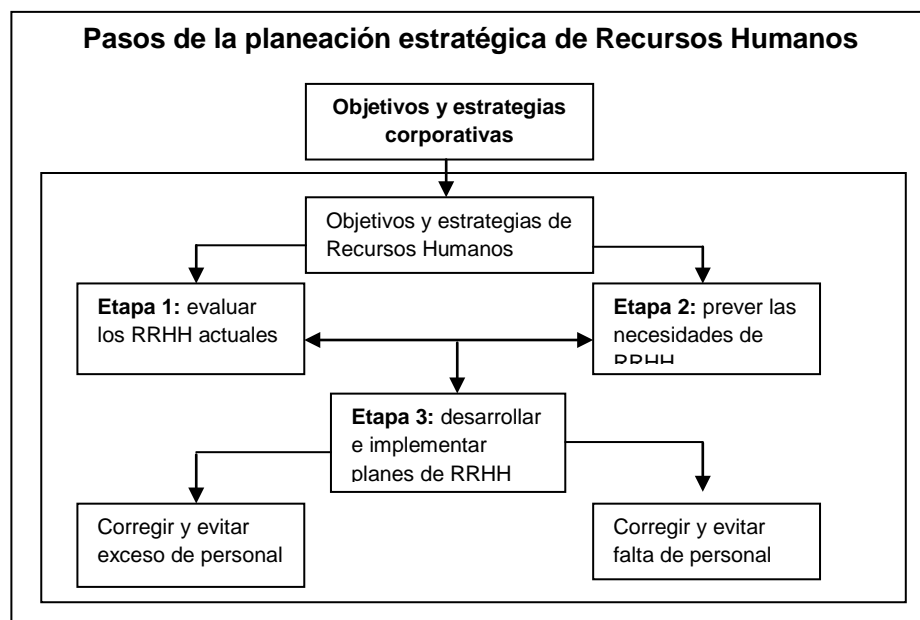 Pasos de la planeación estratégica de Recursos Humanos
Objetivos y estrategias
corporativas
Objetivos y estrategias de
Recursos Humanos
Etapa 1: evaluar
los RRHH actuales
Etapa 2: prever las
necesidades de
RRHH
Etapa 3: desarrollar
e implementar
planes de RRHH
Corregir y evitar
exceso de personal
Corregir y evitar
falta de personal